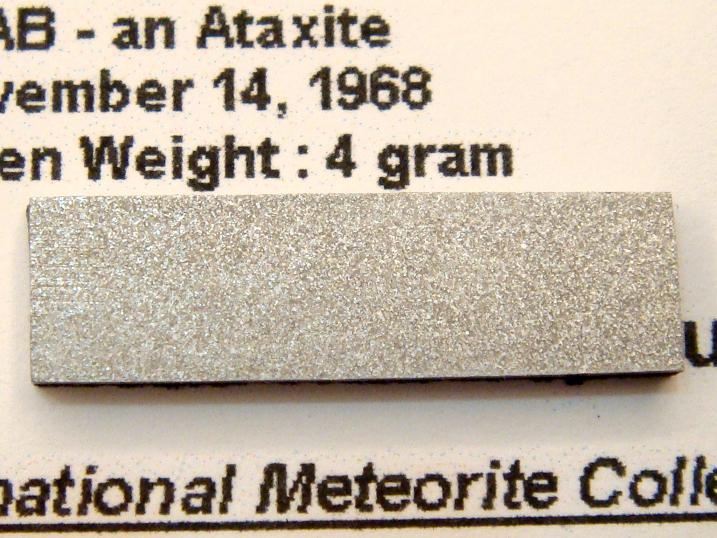 AB - an Ataxite
vember 14, 1968
en Weight : 4 gram
u
national Meteorite Colle